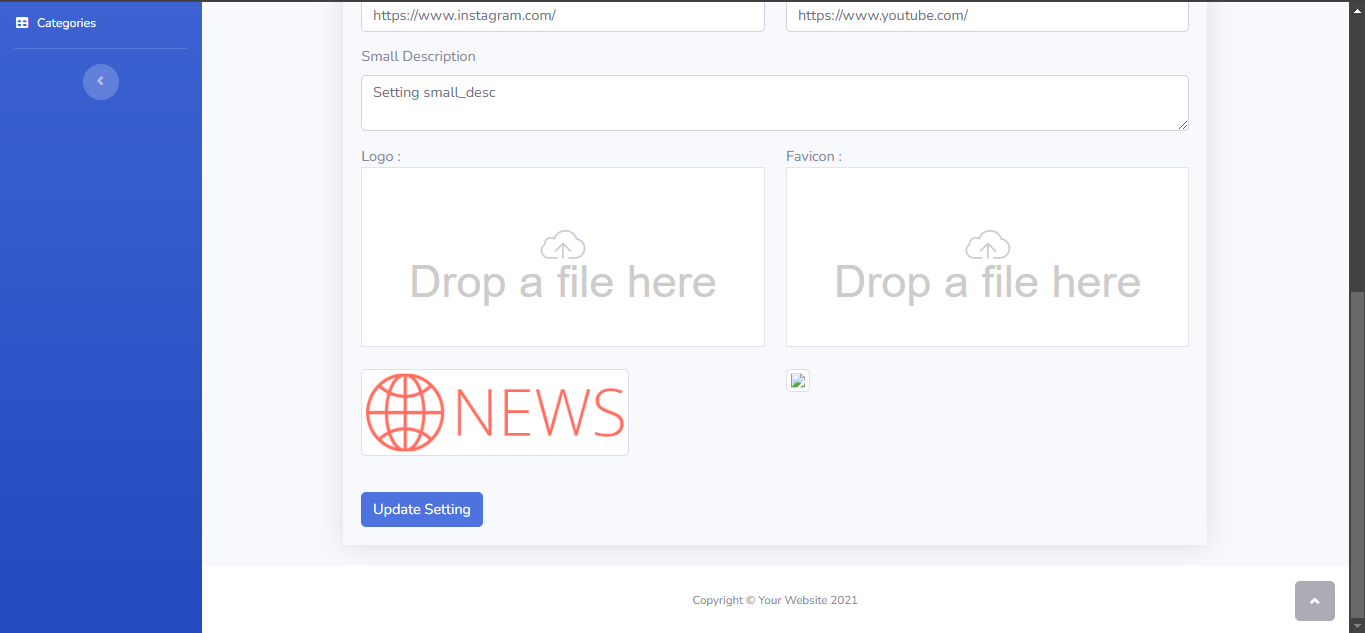 Categories
https://www.instagram.com/
https://www.youtube.com/
Small Description
Setting small_desc
Logo :
Favicon :
Drop a file here
Drop a file here
NEWS
Update Setting
Copyright © Your Website 2021